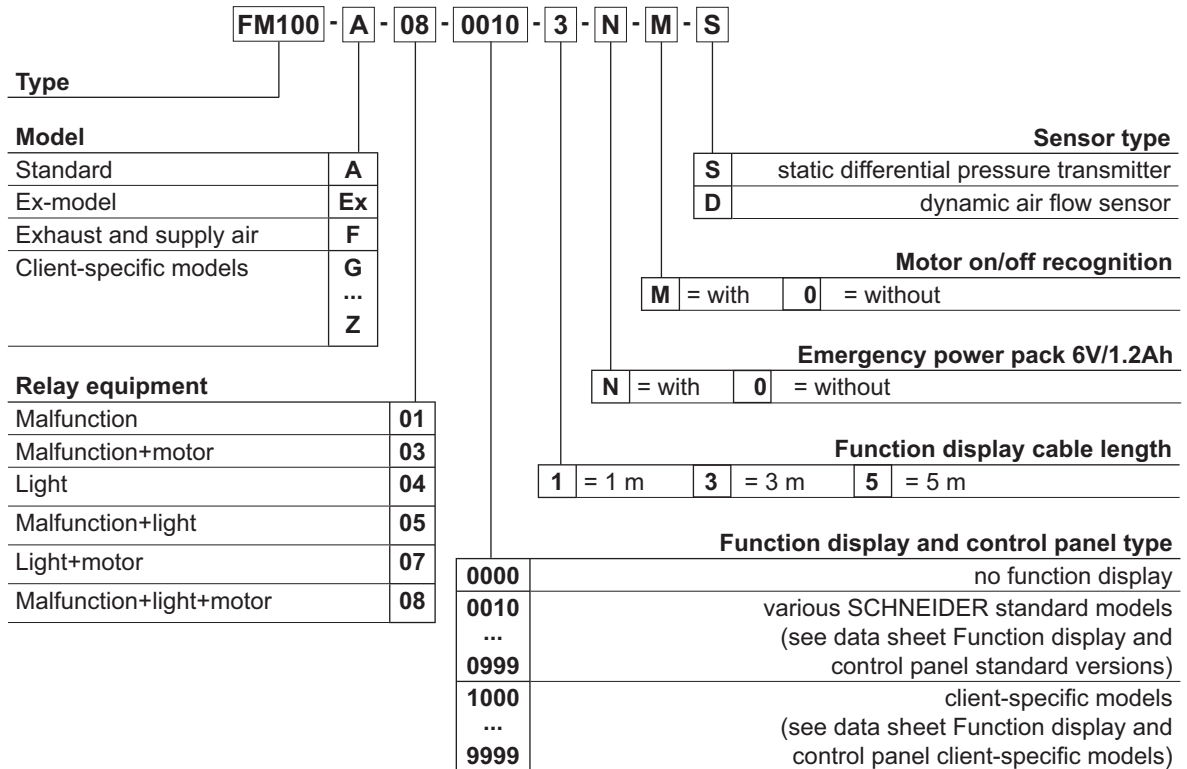 FM100 - A - 08 - 0010 - 3 - N - M - S
Type
Model
Standard A
Ex-model Ex
Exhaust and supply air F
Client-specific models G
...
Z
Relay equipment
Malfunction 01
Malfunction+motor 03
Light 04
Malfunction+light 05
Light+motor 07
Malfunction+light+motor 08
Sensor type
S static differential pressure transmitter
D dynamic air flow sensor
Motor on/off recognition
M = with 0 = without
Emergency power pack 6V/1.2Ah
N = with 0 = without
Function display cable length
1 = 1 m 3 = 3 m 5 = 5 m
Function display and control panel type
0000 no function display
0010 various SCHNEIDER standard models
... (see data sheet Function display and
0999 control panel standard versions)
1000 client-specific models
... (see data sheet Function display and
9999 control panel client-specific models)